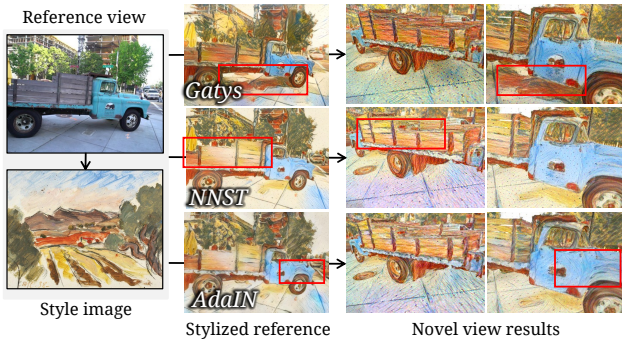 Reference view
Gatys
NNST
AdaIN
Style image
Stylized reference
Novel view results